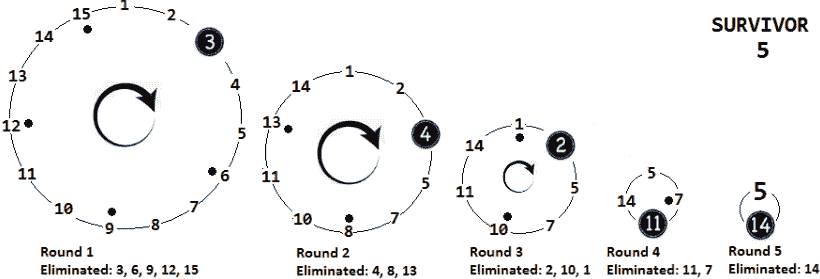 SURVIVOR
5
15 1 2 3 4 5 6 7 8 9 10 11 12 13 14
1 2 4 5 7 8 10 11 13 14
1 2 5 7 10 11 14
5 7 11 14
5 14
Round 1
Eliminated: 3, 6, 9, 12, 15
Round 2
Eliminated: 4, 8, 13
Round 3
Eliminated: 2, 10, 1
Round 4
Eliminated: 11, 7
Round 5
Eliminated: 14